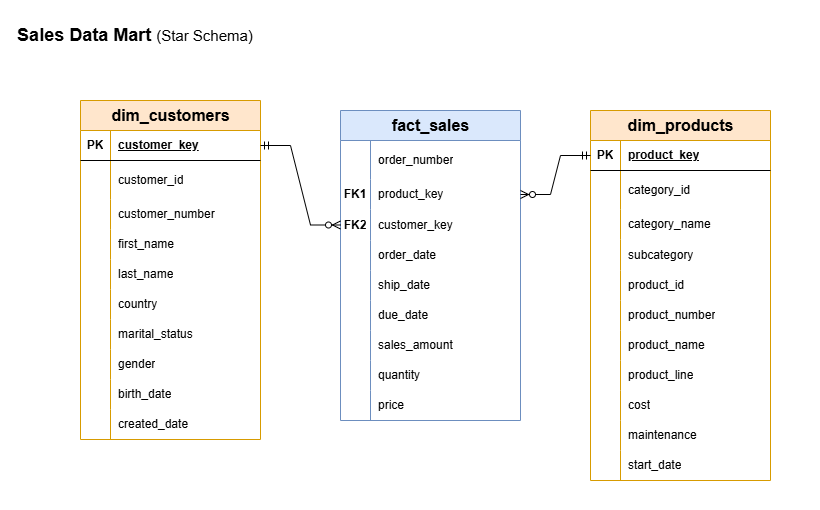 Sales Data Mart (Star Schema)
dim_customers
PK customer_key
customer_id
customer_number
first_name
last_name
country
marital_status
gender
birth_date
created_date
fact_sales
order_number
FK1 product_key
FK2 customer_key
order_date
ship_date
due_date
sales_amount
quantity
price
dim_products
PK product_key
category_id
category_name
subcategory
product_id
product_number
product_name
product_line
cost
maintenance
start_date